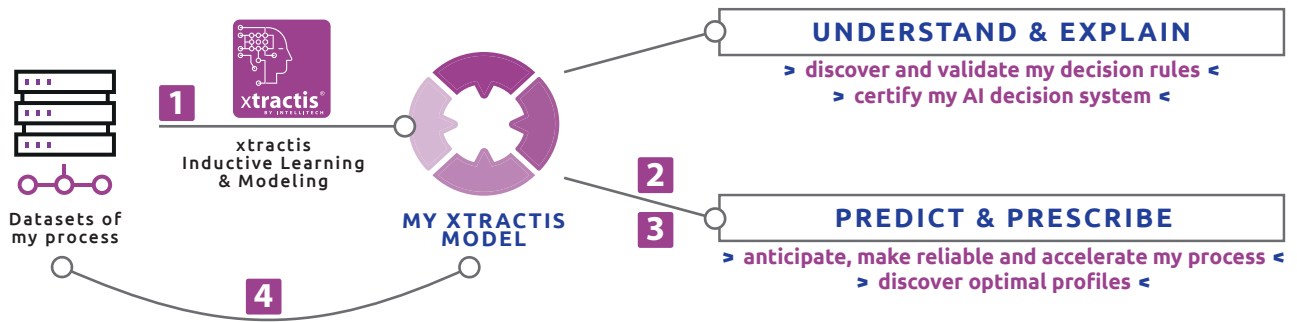 1
xtractis®
BY INTELLITECH
xtractis
Inductive Learning
& Modeling
Datasets of
my process
MY XTRACTIS
MODEL
UNDERSTAND & EXPLAIN
> discover and validate my decision rules <
> certify my AI decision system <
2
3
PREDICT & PRESCRIBE
> anticipate, make reliable and accelerate my process <
> discover optimal profiles <
4